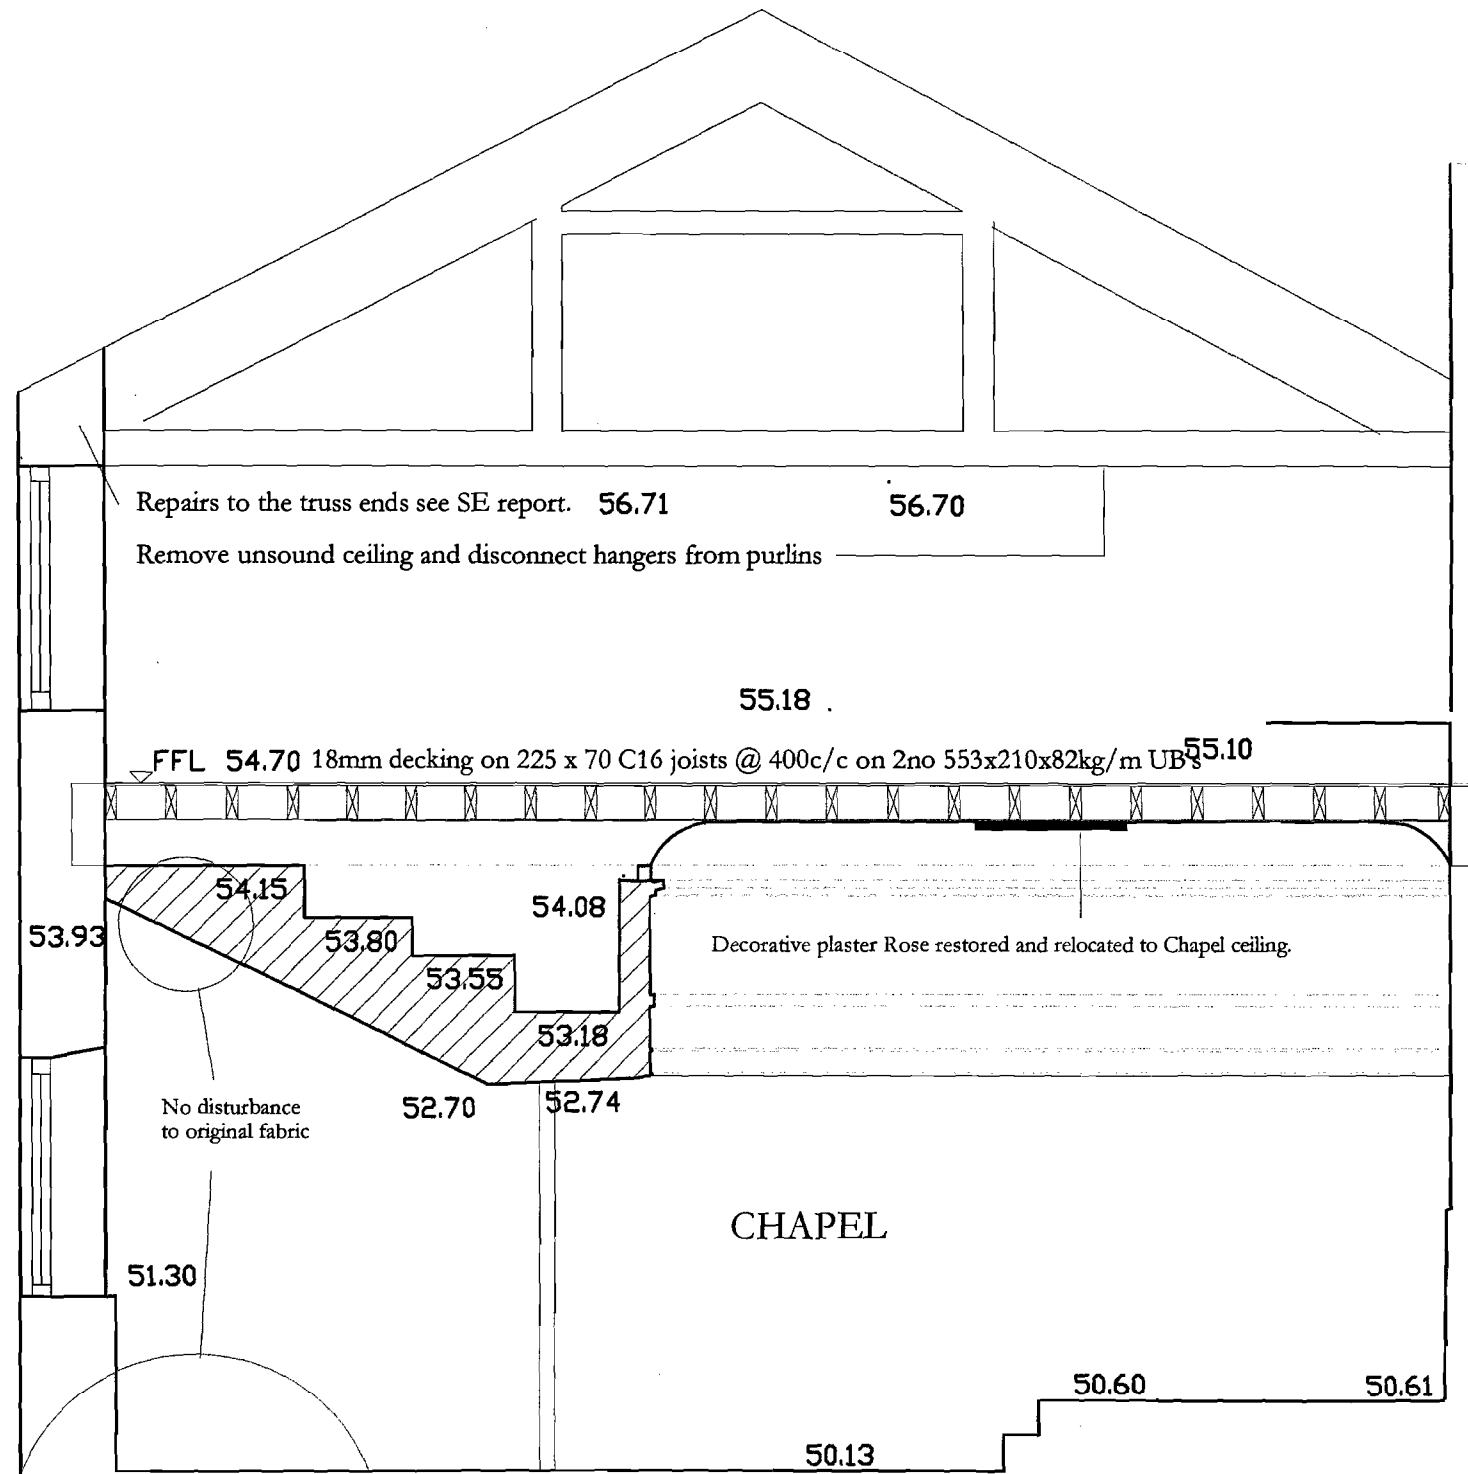 Repairs to the truss ends see SE report. 56.71 56.70
Remove unsound ceiling and disconnect hangers from purlins
55.18
FFL 54.70 18mm decking on 225 x 70 C16 joists @ 400c/c on 2no 553x210x82kg/m UB's 55.10
54.15
54.08
53.93
53.80
Decorative plaster Rose restored and relocated to Chapel ceiling.
53.55
53.18
52.70
52.74
No disturbance
to original fabric
CHAPEL
51.30
50.60
50.61
50.13